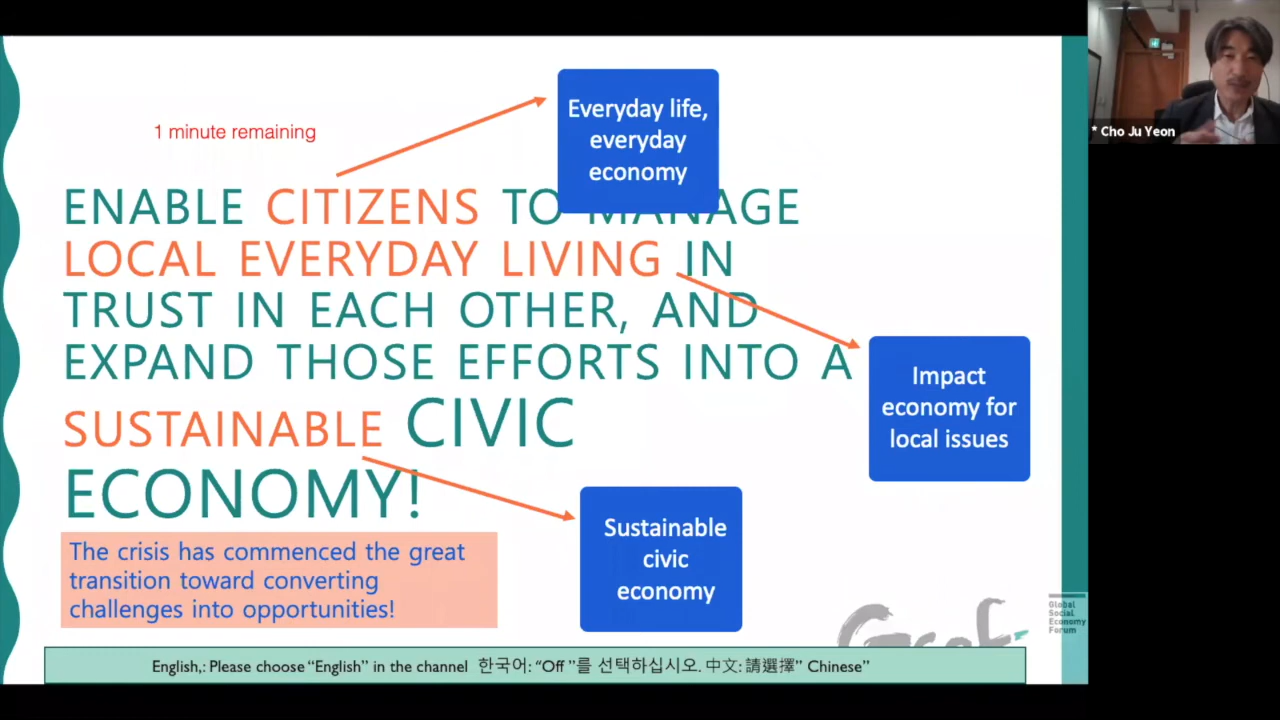 1 minute remaining
Everyday life,
everyday
economy
ENABLE CITIZENS TO MANAGE
LOCAL EVERYDAY LIVING IN
TRUST IN EACH OTHER, AND
EXPAND THOSE EFFORTS INTO A
SUSTAINABLE CIVIC
ECONOMY!
Impact
economy for
local issues
Sustainable
civic
economy
The crisis has commenced the great
transition toward converting
challenges into opportunities!
Gsef
Global
Social
Economy
Forum
English,: Please choose “English” in the channel 한국어: “Off ”를 선택하십시오. 中文: 請選擇” Chinese”
* Cho Ju Yeon